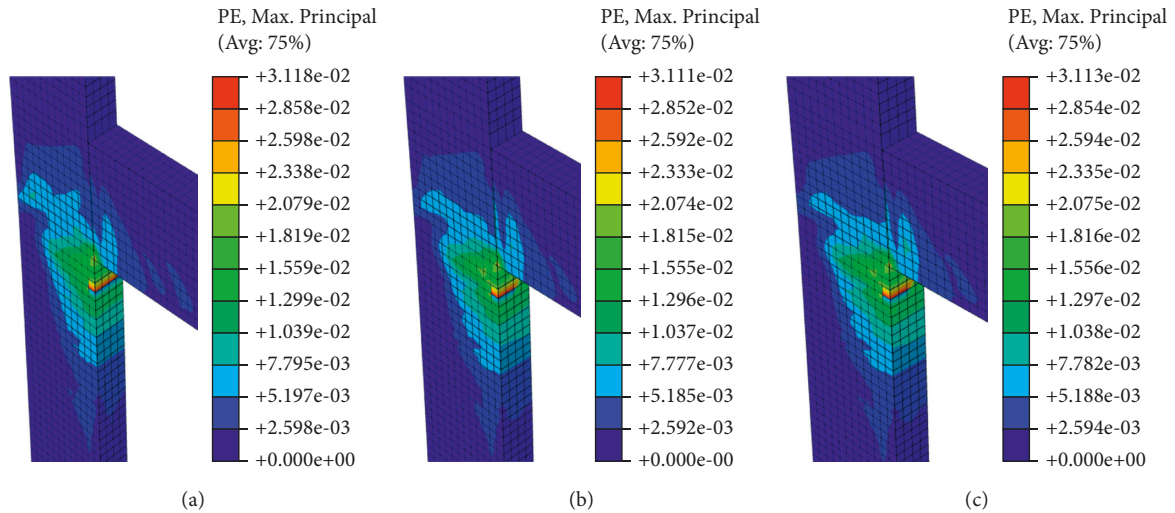 PE, Max. Principal
(Avg: 75%)
+3.118e-02
+2.858e-02
+2.598e-02
+2.338e-02
+2.079e-02
+1.819e-02
+1.559e-02
+1.299e-02
+1.039e-02
+7.795e-03
+5.197e-03
+2.598e-03
+0.000e+00
(a)
PE, Max. Principal
(Avg: 75%)
+3.111e-02
+2.852e-02
+2.592e-02
+2.333e-02
+2.074e-02
+1.815e-02
+1.555e-02
+1.296e-02
+1.037e-02
+7.777e-03
+5.185e-03
+2.592e-03
+0.000e-00
(b)
PE, Max. Principal
(Avg: 75%)
+3.113e-02
+2.854e-02
+2.594e-02
+2.335e-02
+2.075e-02
+1.816e-02
+1.556e-02
+1.297e-02
+1.038e-02
+7.782e-03
+5.188e-03
+2.594e-03
+0.000e+00
(c)